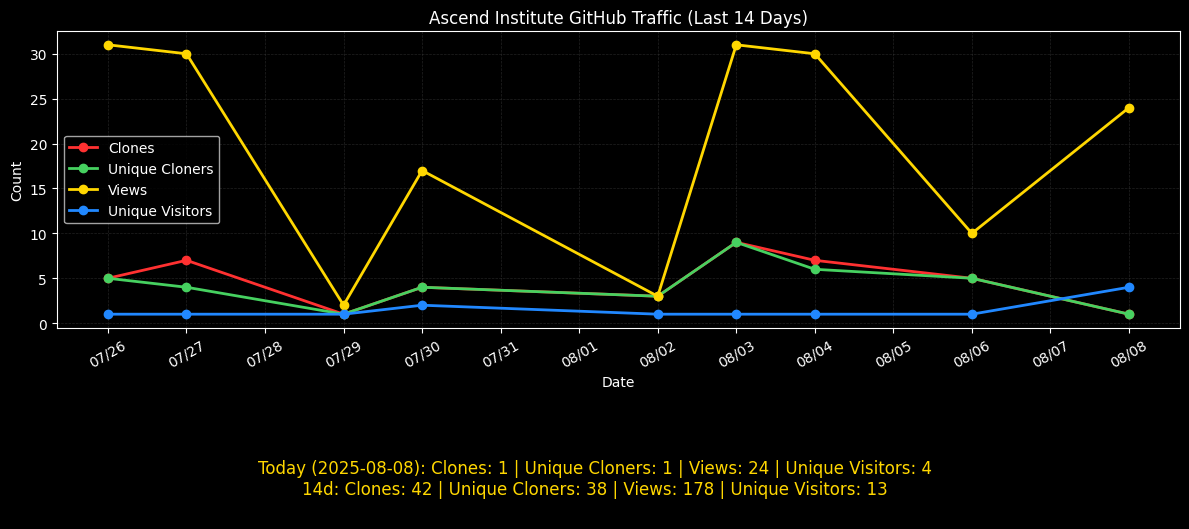 Ascend Institute GitHub Traffic (Last 14 Days)
30
25
20
15
10
5
0
Count
Clones
Unique Cloners
Views
Unique Visitors
07/26
07/27
07/28
07/29
07/30
07/31
08/01
08/02
08/03
08/04
08/05
08/06
08/07
08/08
Date
Today (2025-08-08): Clones: 1 | Unique Cloners: 1 | Views: 24 | Unique Visitors: 4
14d: Clones: 42 | Unique Cloners: 38 | Views: 178 | Unique Visitors: 13